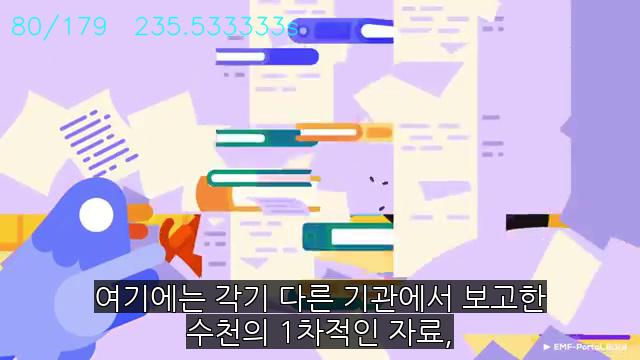 80/179 235.533333s
여기에는 각기 다른 기관에서 보고한
수천의 1차적인 자료,